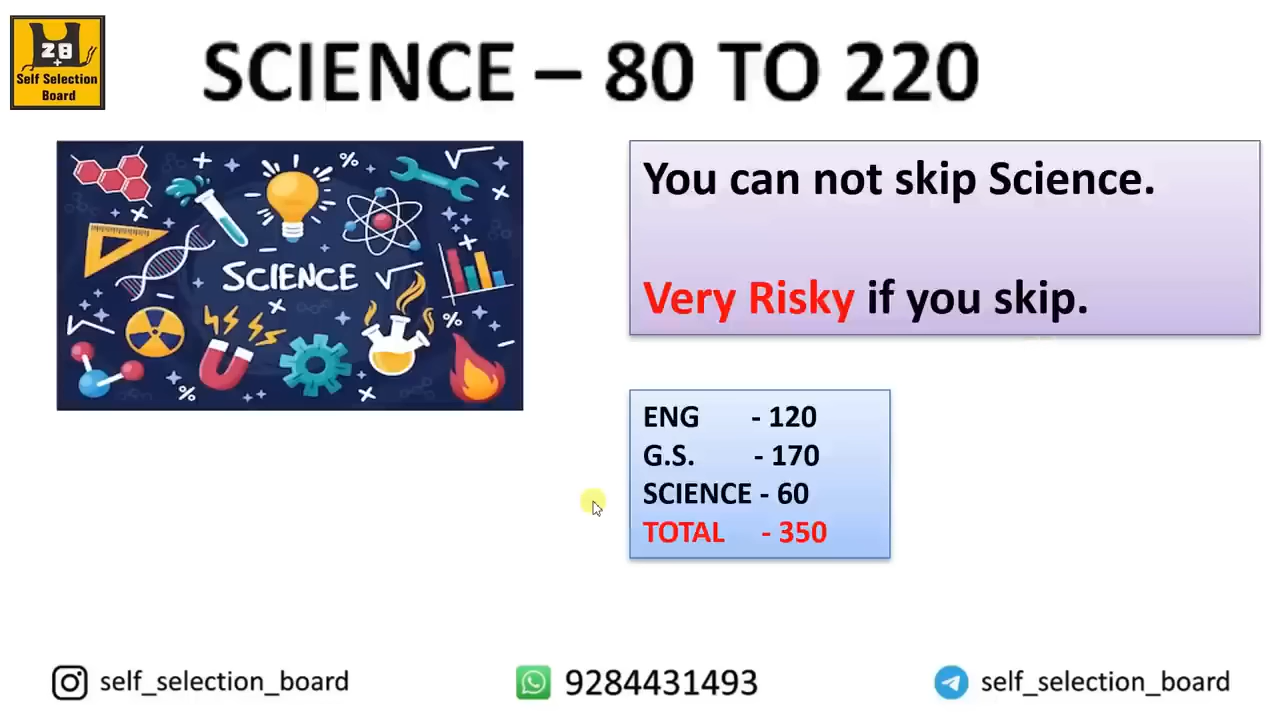 28
+
Self Selection
Board
SCIENCE – 80 TO 220
SCIENCE
You can not skip Science.
Very Risky if you skip.
ENG - 120
G.S. - 170
SCIENCE - 60
TOTAL - 350
self_selection_board
9284431493
self_selection_board